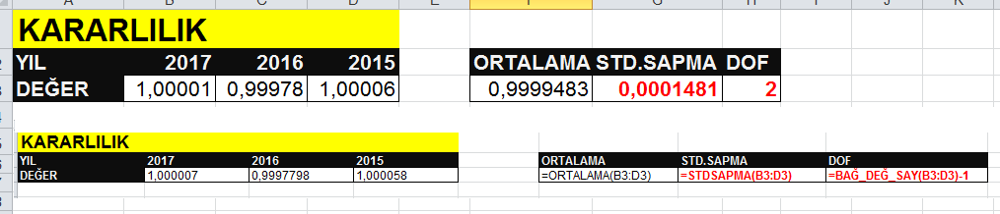 KARARLILIK
YIL 2017 2016 2015 ORTALAMA STD.SAPMA DOF
DEĞER 1,00001 0,99978 1,00006 0,9999483 0,0001481 2
KARARLILIK
YIL 2017 2016 2015 ORTALAMA STD.SAPMA DOF
DEĞER 1,000007 0,9997798 1,000058 =ORTALAMA(B3:D3) =STDSAPMA(B3:D3) =BAĞ_DEĞ_SAY(B3:D3)-1